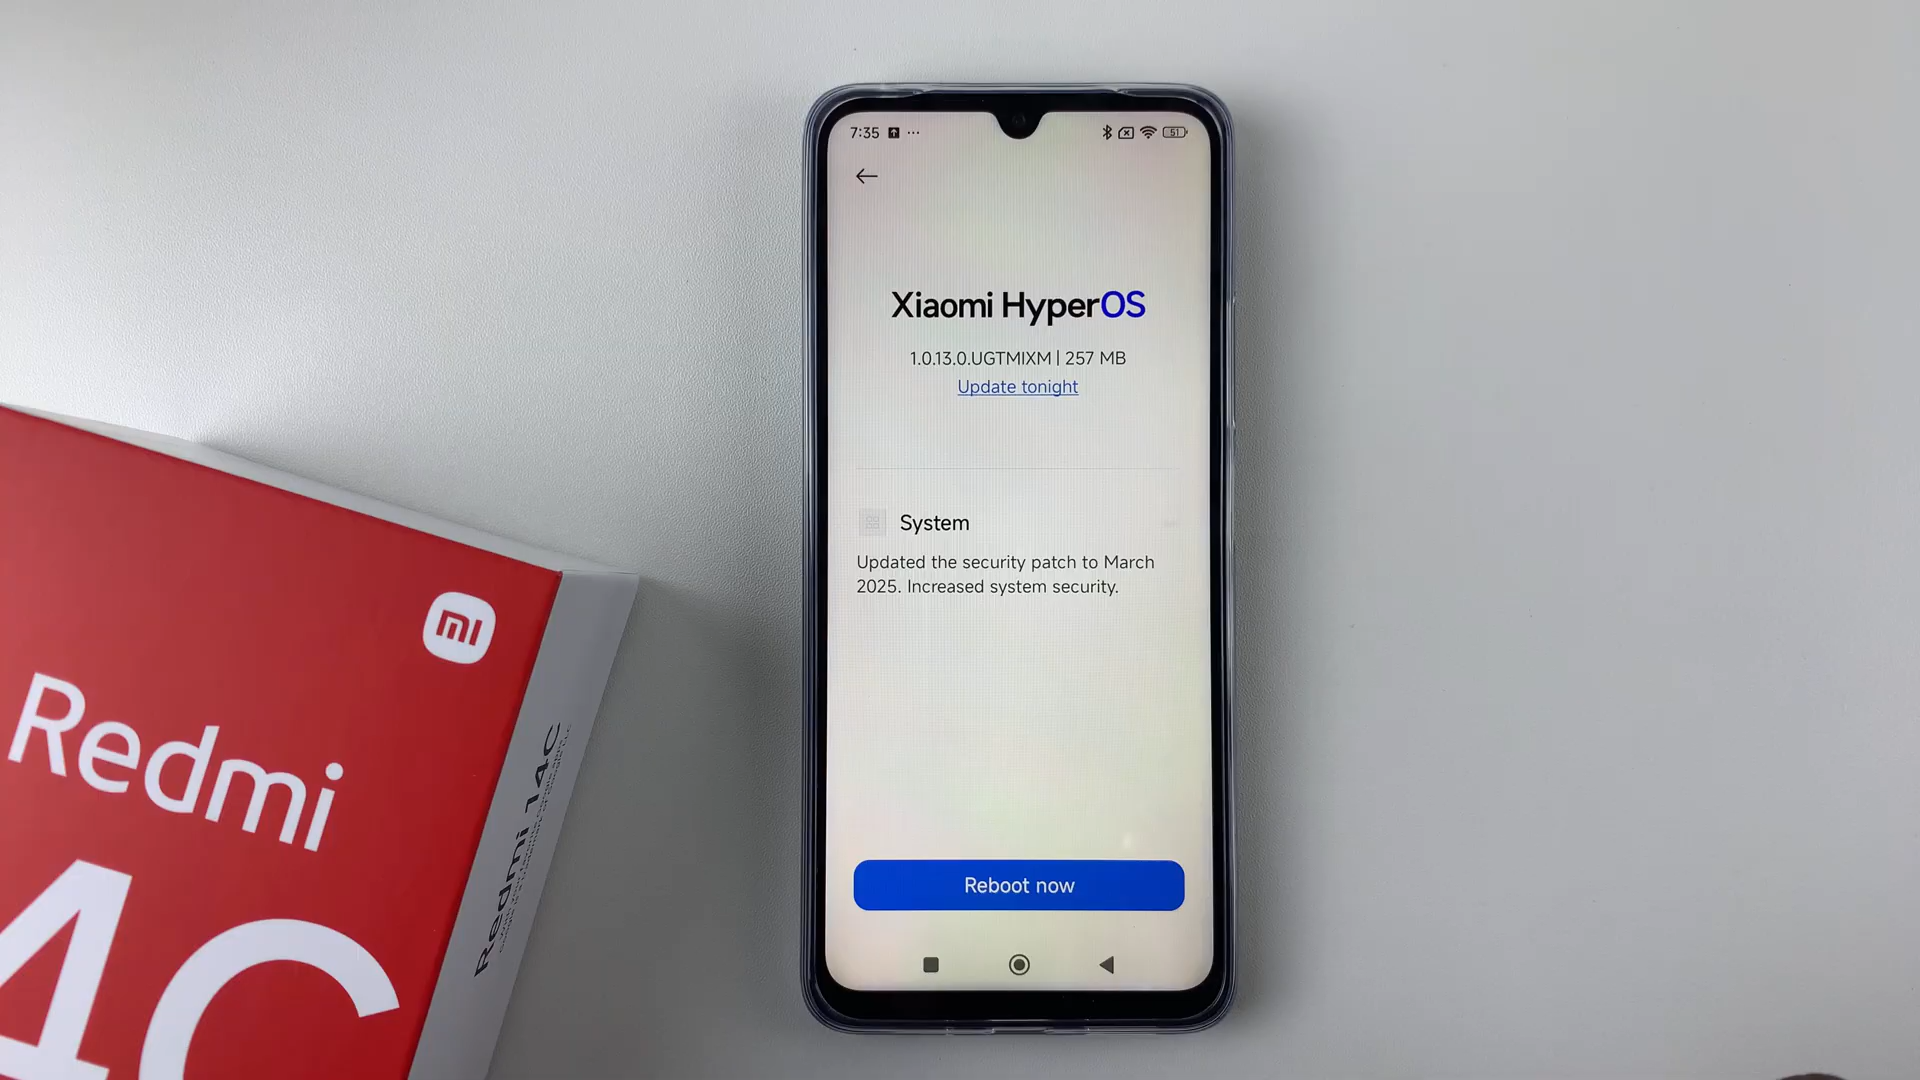 7:35
51
Xiaomi HyperOS
1.0.13.0.UGTMIXM | 257 MB
Update tonight
System
Updated the security patch to March
2025. Increased system security.
Reboot now
mi
Redmi
4C
Redmi 14C